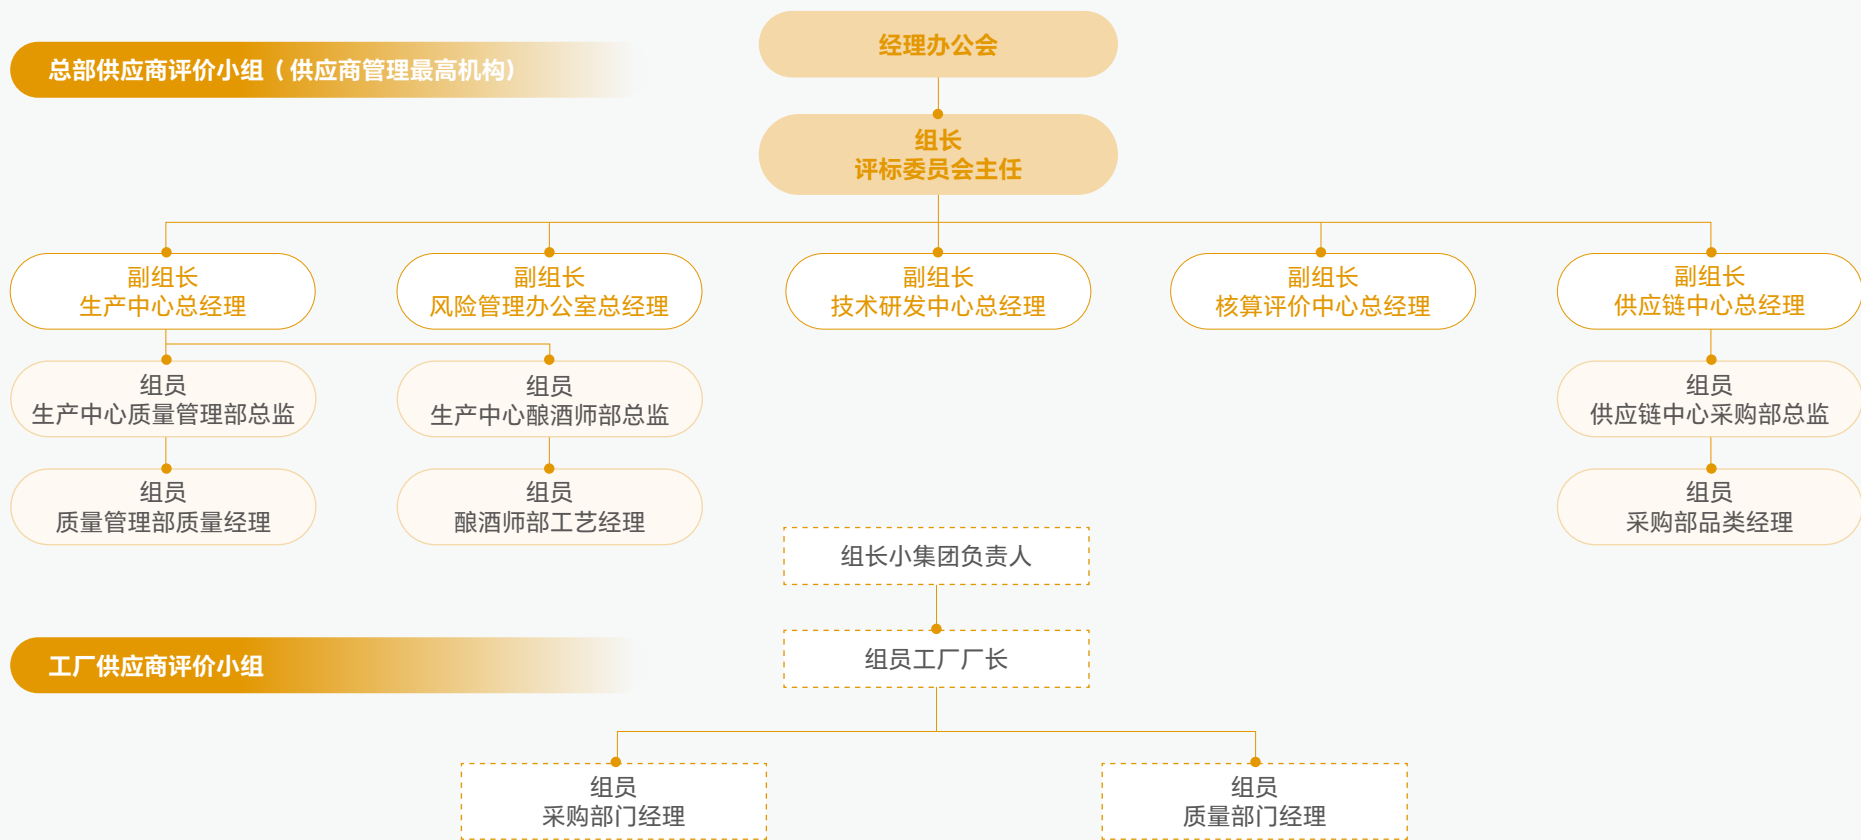 经理办公会
总部供应商评价小组（供应商管理最高机构）
组长
评标委员会主任
副组长
生产中心总经理
副组长
风险管理办公室总经理
副组长
技术研发中心总经理
副组长
核算评价中心总经理
副组长
供应链中心总经理
组员
生产中心质量管理部总监
组员
生产中心酿酒师部总监
组员
供应链中心采购部总监
组员
质量管理部质量经理
组员
酿酒师部工艺经理
组员
采购部品类经理
组长小集团负责人
工厂供应商评价小组
组员工厂厂长
组员
采购部门经理
组员
质量部门经理